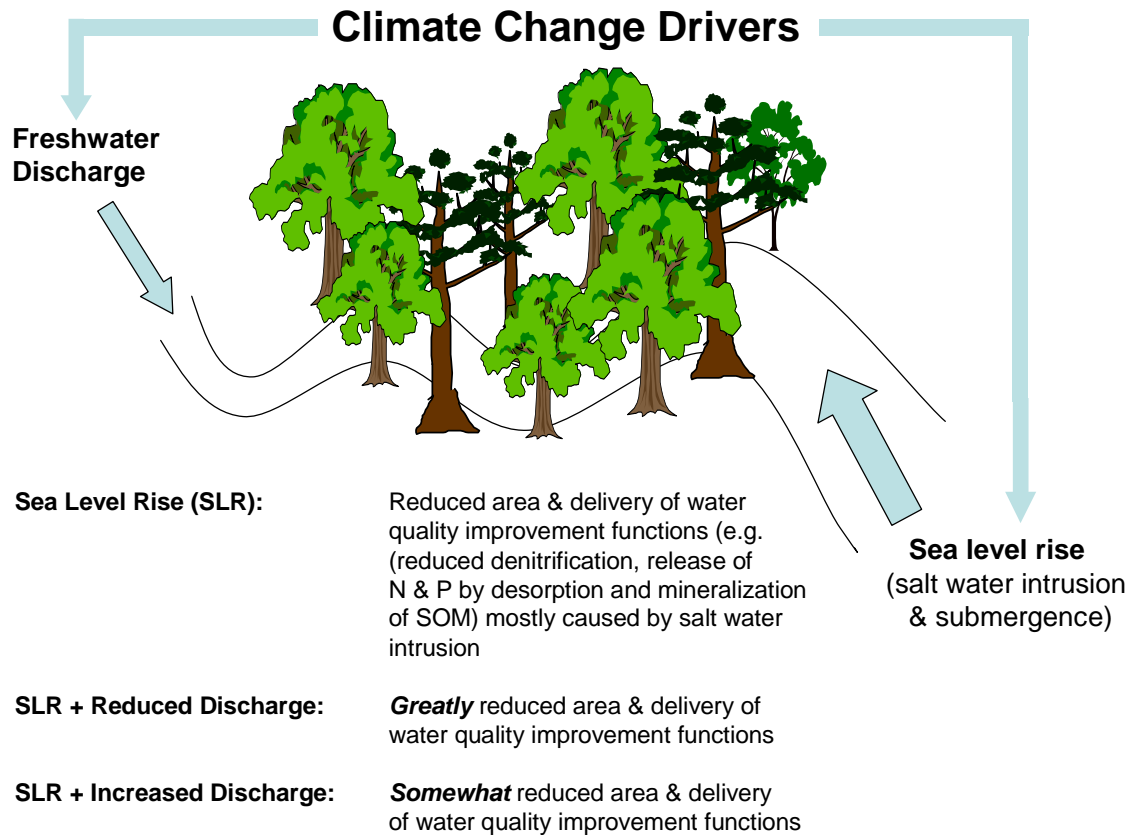 Climate Change Drivers
Freshwater
Discharge
Sea level rise
(salt water intrusion
& submergence)
Sea Level Rise (SLR): Reduced area & delivery of water
quality improvement functions (e.g.
(reduced denitrification, release of
N & P by desorption and mineralization
of SOM) mostly caused by salt water
intrusion
SLR + Reduced Discharge: Greatly reduced area & delivery of
water quality improvement functions
SLR + Increased Discharge: Somewhat reduced area & delivery
of water quality improvement functions